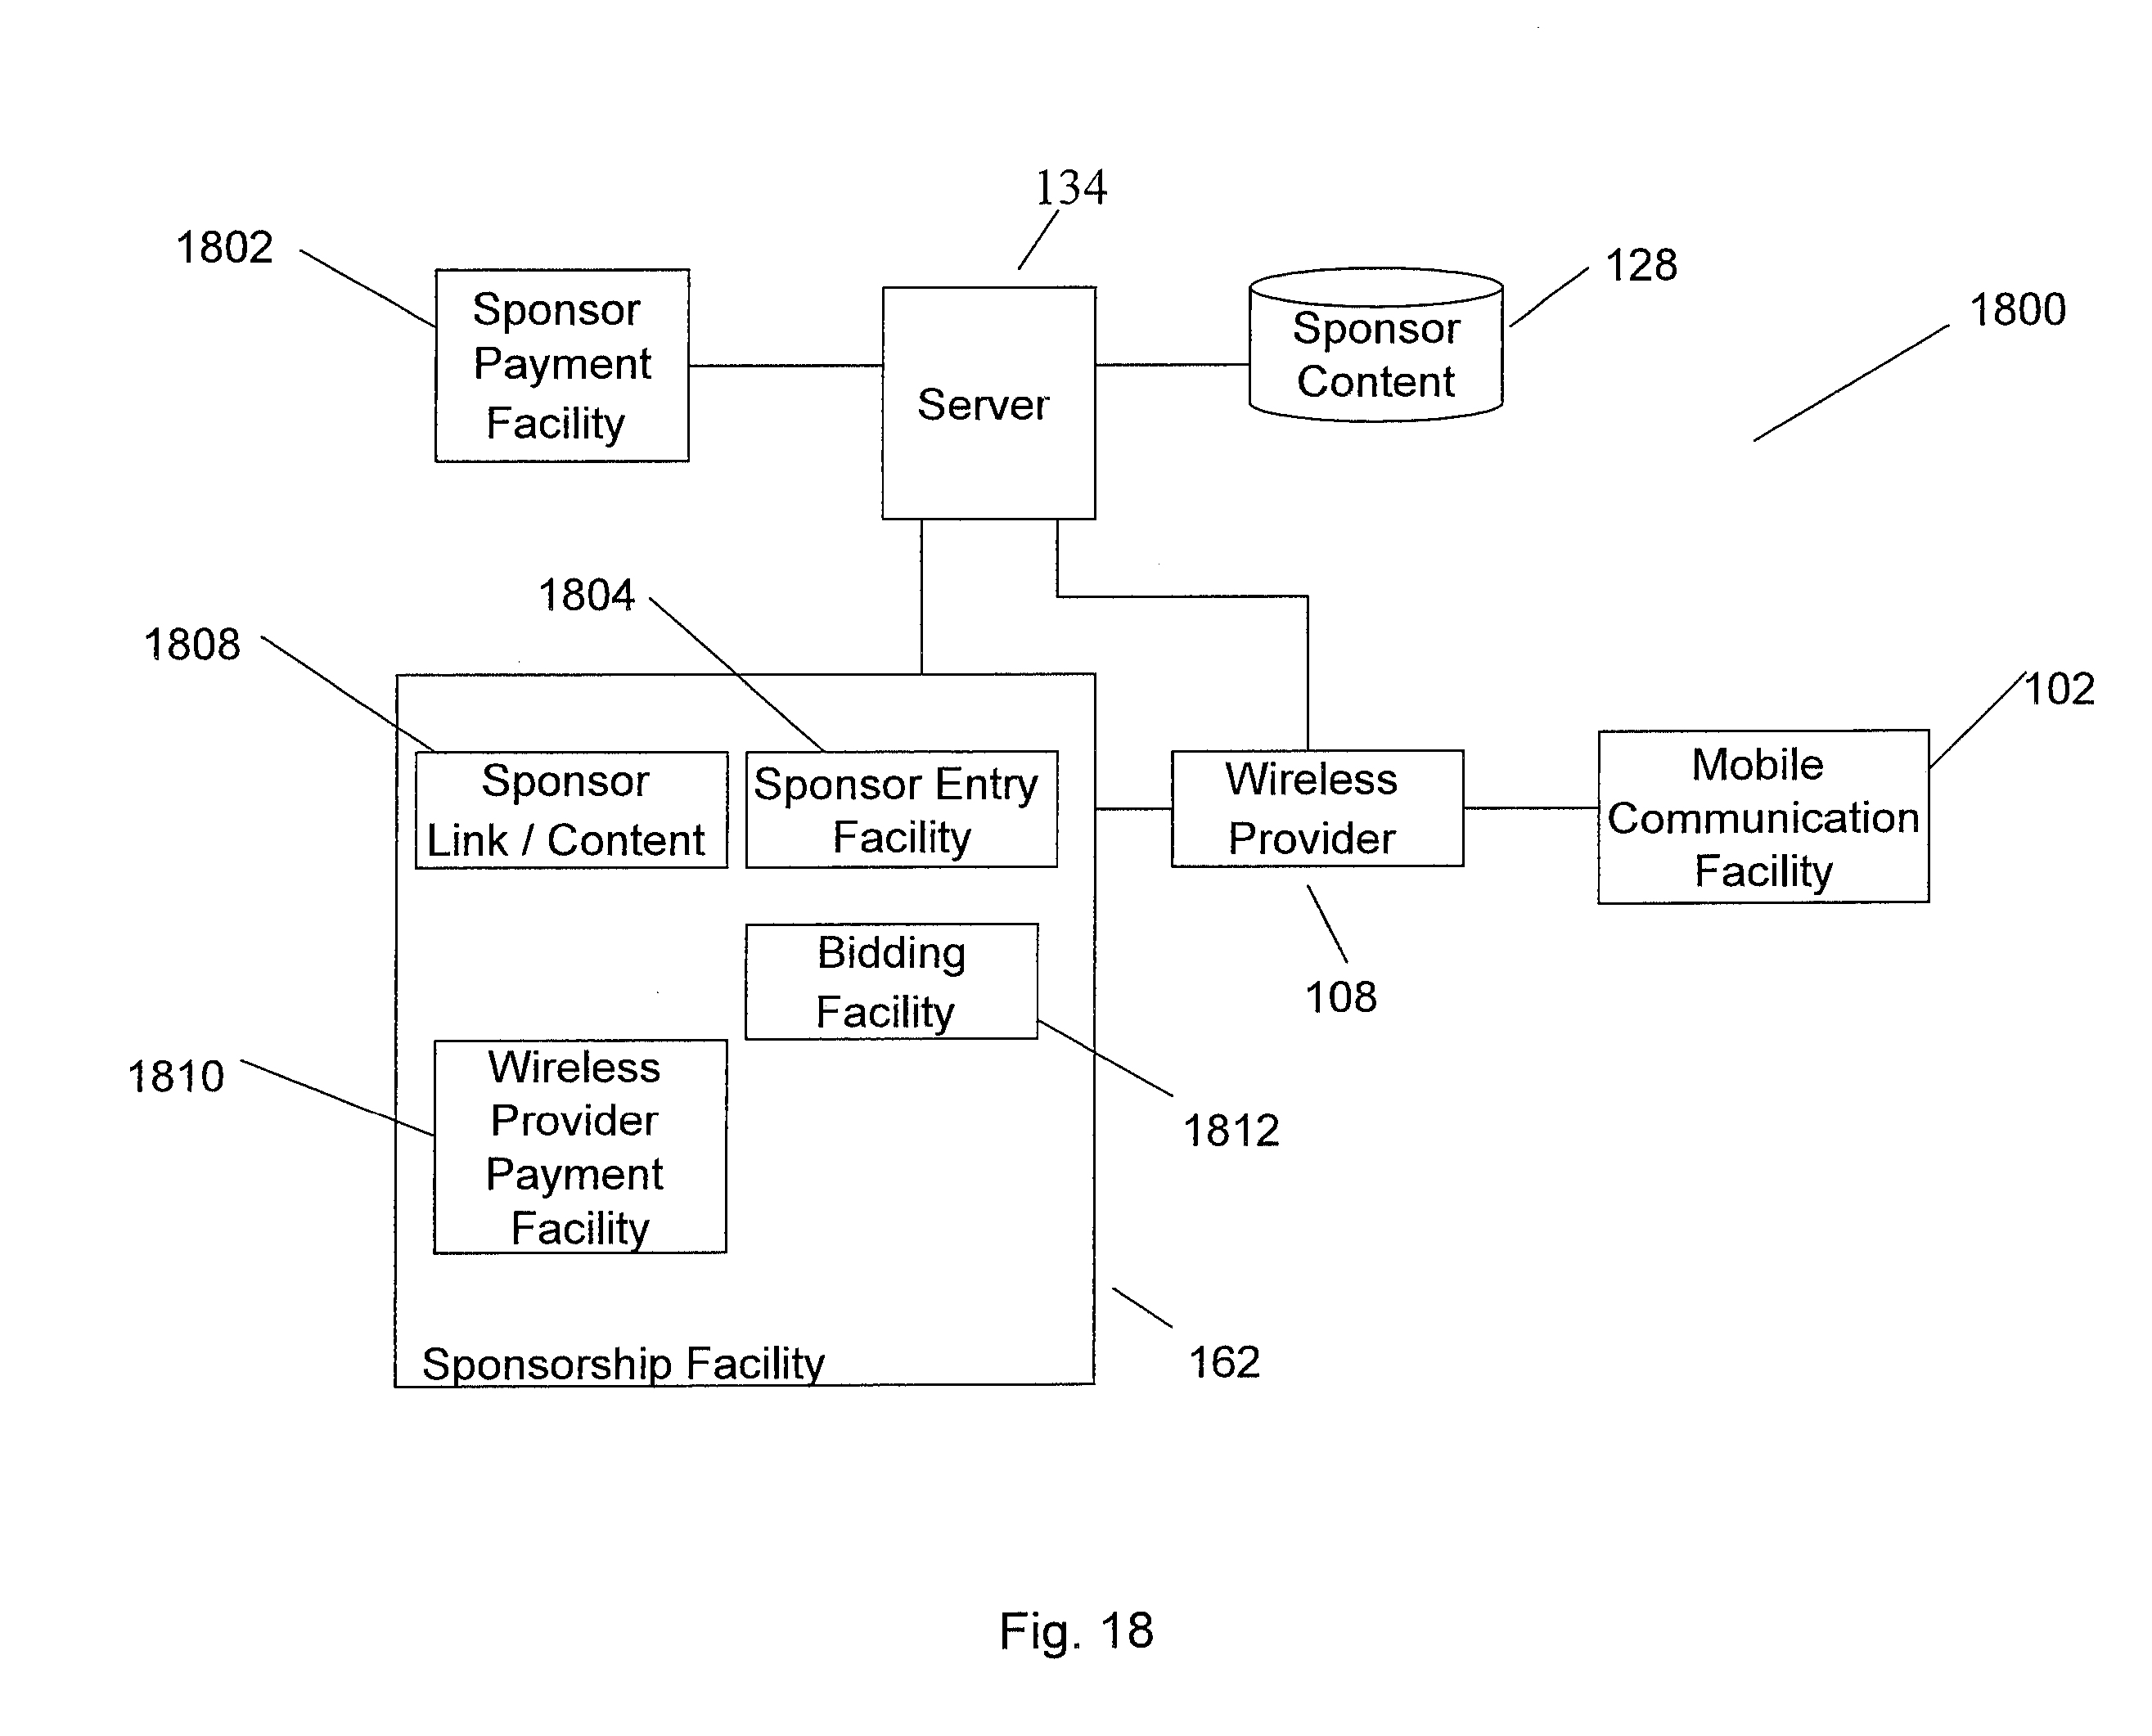 134
1802
128
1800
Sponsor
Payment
Facility
Server
Sponsor
Content
1804
1808
102
Sponsor
Link / Content
Sponsor Entry
Facility
Wireless
Provider
Mobile
Communication
Facility
Bidding
Facility
108
1810
Wireless
Provider
Payment
Facility
1812
162
Sponsorship Facility
Fig. 18